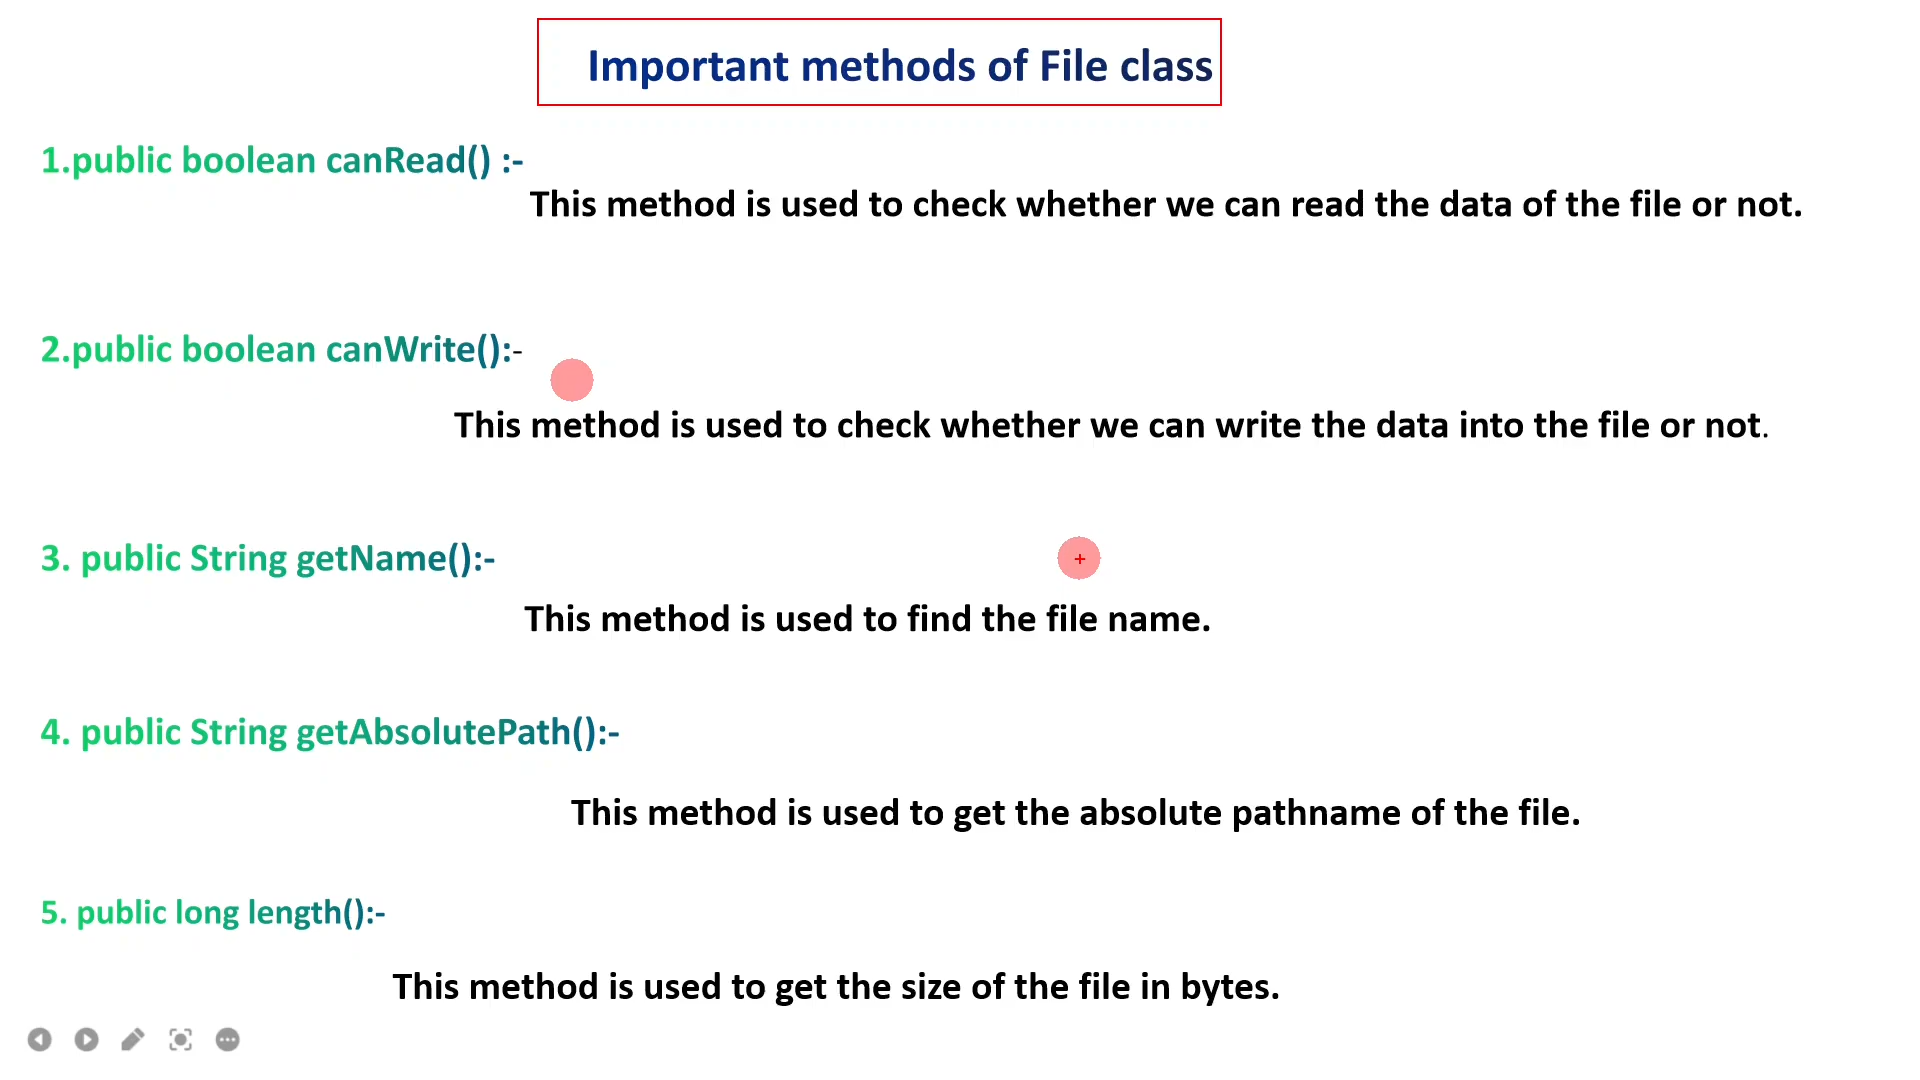 Important methods of File class
1.public boolean canRead() :-
This method is used to check whether we can read the data of the file or not.
2.public boolean canWrite():-
This method is used to check whether we can write the data into the file or not.
3. public String getName():-
This method is used to find the file name.
4. public String getAbsolutePath():-
This method is used to get the absolute pathname of the file.
5. public long length():-
This method is used to get the size of the file in bytes.